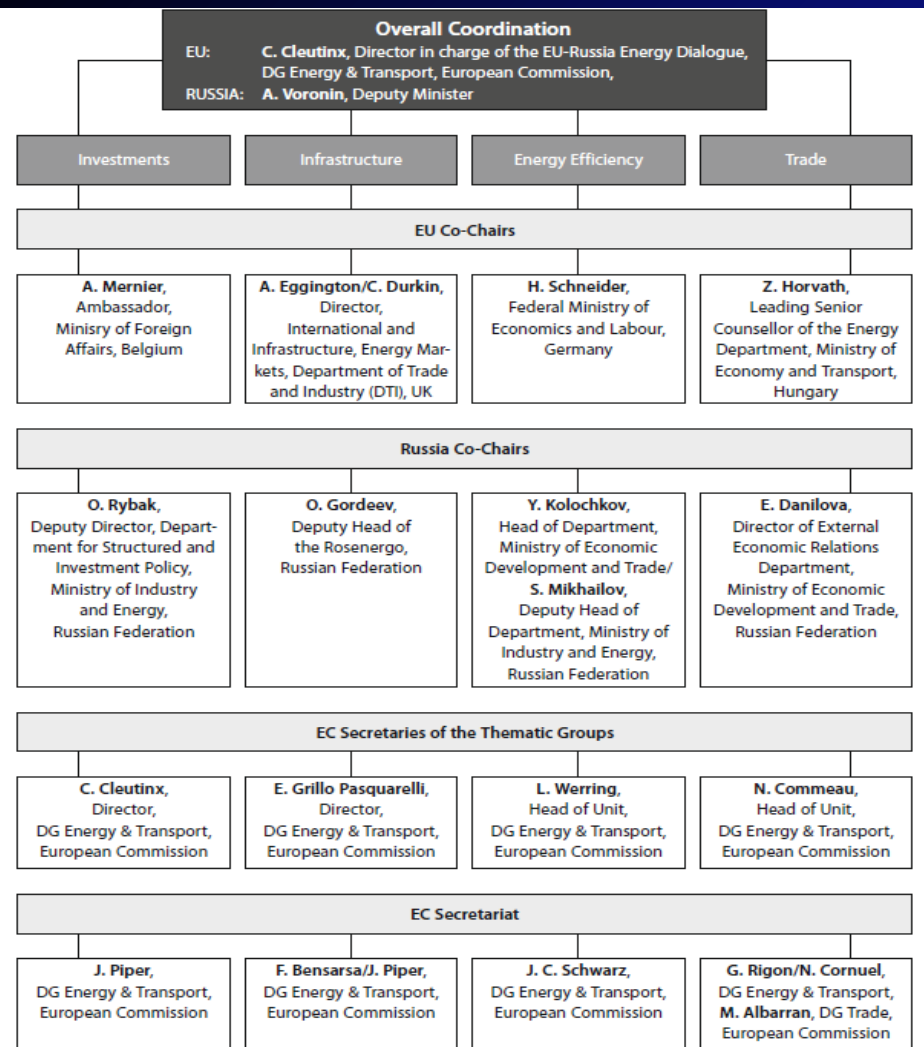 Overall Coordination
EU: C. Cleutinx, Director in charge of the EU-Russia Energy Dialogue,
DG Energy & Transport, European Commission,
RUSSIA: A. Voronin, Deputy Minister
Investments
Infrastructure
Energy Efficiency
Trade
EU Co-Chairs
A. Mernier,
Ambassador,
Minisry of Foreign
Affairs, Belgium
A. Eggington/C. Durkin,
Director,
International and
Infrastructure, Energy Mar-
kets, Department of Trade
and Industry (DTI), UK
H. Schneider,
Federal Ministry of
Economics and Labour,
Germany
Z. Horvath,
Leading Senior
Counsellor of the Energy
Department, Ministry of
Economy and Transport,
Hungary
Russia Co-Chairs
O. Rybak,
Deputy Director, Depart-
ment for Structured and
Investment Policy,
Ministry of Industry
and Energy,
Russian Federation
O. Gordeev,
Deputy Head of
the Rosenergo,
Russian Federation
Y. Kolochkov,
Head of Department,
Ministry of Economic
Development and Trade/
S. Mikhailov,
Deputy Head of
Department, Ministry of
Industry and Energy,
Russian Federation
E. Danilova,
Director of External
Economic Relations
Department,
Ministry of Economic
Development and Trade,
Russian Federation
EC Secretaries of the Thematic Groups
C. Cleutinx,
Director,
DG Energy & Transport,
European Commission
E. Grillo Pasquarelli,
Director,
DG Energy & Transport,
European Commission
L. Werring,
Head of Unit,
DG Energy & Transport,
European Commission
N. Commeau,
Head of Unit,
DG Energy & Transport,
European Commission
EC Secretariat
J. Piper,
DG Energy & Transport,
European Commission
F. Bensarsa/J. Piper,
DG Energy & Transport,
European Commission
J. C. Schwarz,
DG Energy & Transport,
European Commission
G. Rigon/N. Cornuel,
DG Energy & Transport,
M. Albarran, DG Trade,
European Commission